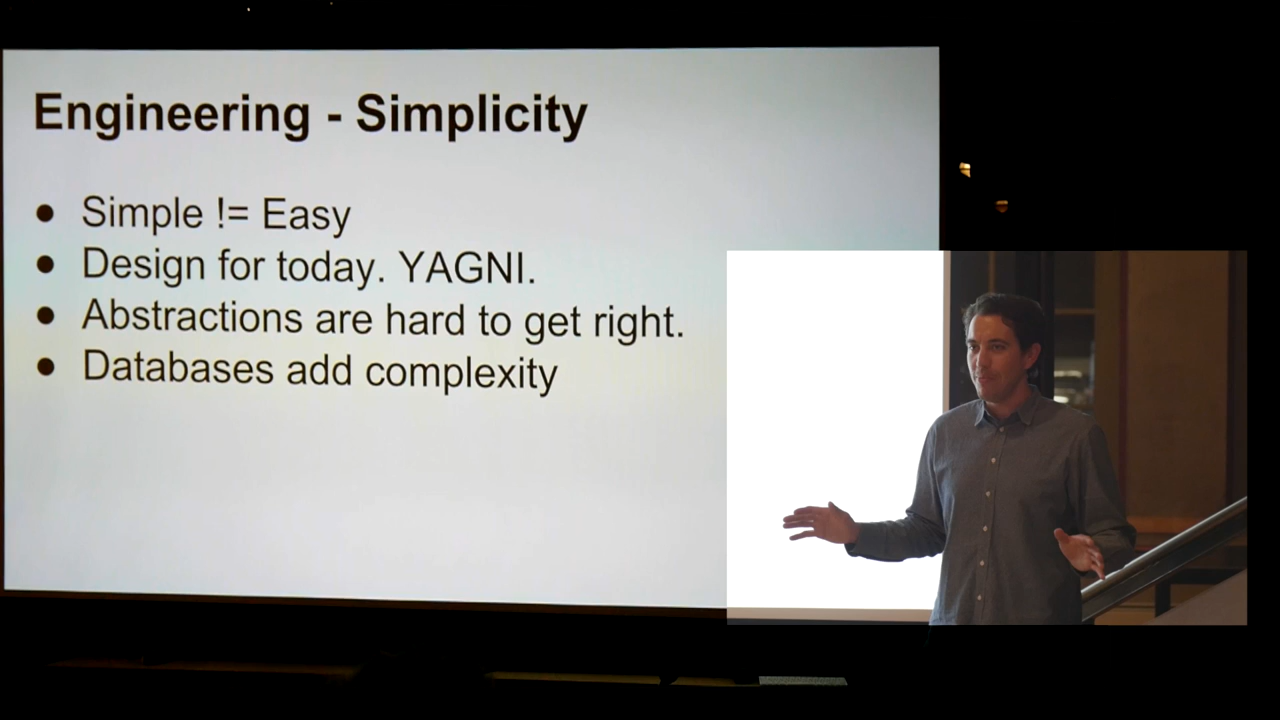 Engineering - Simplicity
● Simple != Easy
● Design for today. YAGNI.
● Abstractions are hard to get right.
● Databases add complexity